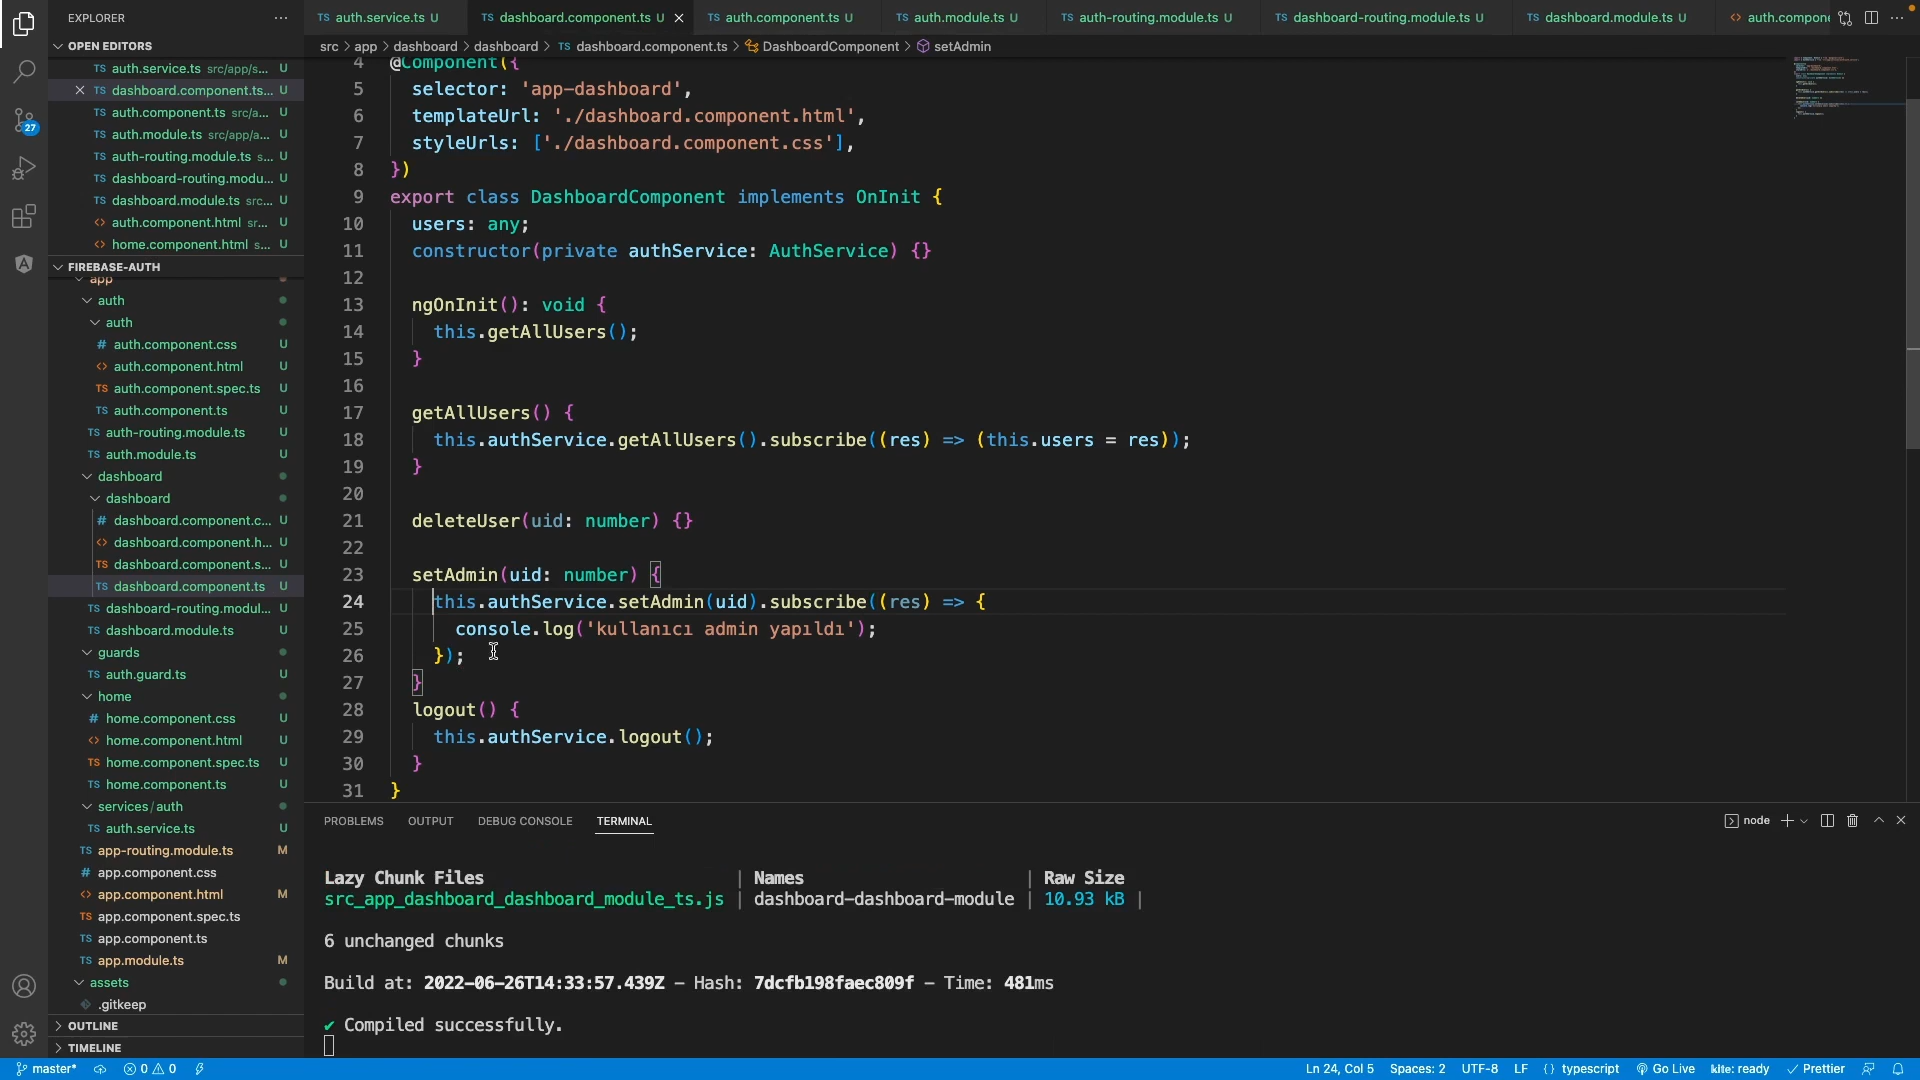 EXPLORER
auth.service.ts U
dashboard.component.ts U
auth.component.ts U
auth.module.ts U
auth-routing.module.ts U
dashboard-routing.module.ts U
dashboard.module.ts U
auth.compone
OPEN EDITORS
auth.service.ts src/app/s... U
dashboard.component.ts... U
auth.component.ts src/a... U
auth.module.ts src/app/a... U
auth-routing.module.ts s... U
dashboard-routing.modu... U
dashboard.module.ts src... U
auth.component.html sr... U
home.component.html s... U
FIREBASE-AUTH
app
auth
auth
auth.component.css U
auth.component.html U
auth.component.spec.ts U
auth.component.ts U
auth-routing.module.ts U
auth.module.ts U
dashboard
dashboard
dashboard.component.c... U
dashboard.component.h... U
dashboard.component.s... U
dashboard.component.ts U
dashboard-routing.modul... U
dashboard.module.ts U
guards
auth.guard.ts U
home
home.component.css U
home.component.html U
home.component.spec.ts U
home.component.ts U
services/auth
auth.service.ts U
app-routing.module.ts M
app.component.css
app.component.html M
app.component.spec.ts
app.component.ts
app.module.ts M
assets
.gitkeep
OUTLINE
TIMELINE
27
src > app > dashboard > dashboard > TS dashboard.component.ts > DashboardComponent > setAdmin
4 @Component({
5 selector: 'app-dashboard',
6 templateUrl: './dashboard.component.html',
7 styleUrls: ['./dashboard.component.css'],
8 })
9 export class DashboardComponent implements OnInit {
10 users: any;
11 constructor(private authService: AuthService) {}
12
13 ngOnInit(): void {
14 this.getAllUsers();
15 }
16
17 getAllUsers() {
18 this.authService.getAllUsers().subscribe((res) => (this.users = res));
19 }
20
21 deleteUser(uid: number) {}
22
23 setAdmin(uid: number) {
24 this.authService.setAdmin(uid).subscribe((res) => {
25 console.log('kullanıcı admin yapıldı');
26 });
27 }
28 logout() {
29 this.authService.logout();
30 }
31 }
PROBLEMS OUTPUT DEBUG CONSOLE TERMINAL
node
Lazy Chunk Files | Names | Raw Size
src_app_dashboard_dashboard_module_ts.js | dashboard-dashboard-module | 10.93 kB |
6 unchanged chunks
Build at: 2022-06-26T14:33:57.439Z - Hash: 7dcfb198faec809f - Time: 481ms
✔ Compiled successfully.
master* 0 0 Ln 24, Col 5 Spaces: 2 UTF-8 LF {} typescript Go Live kite: ready Prettier